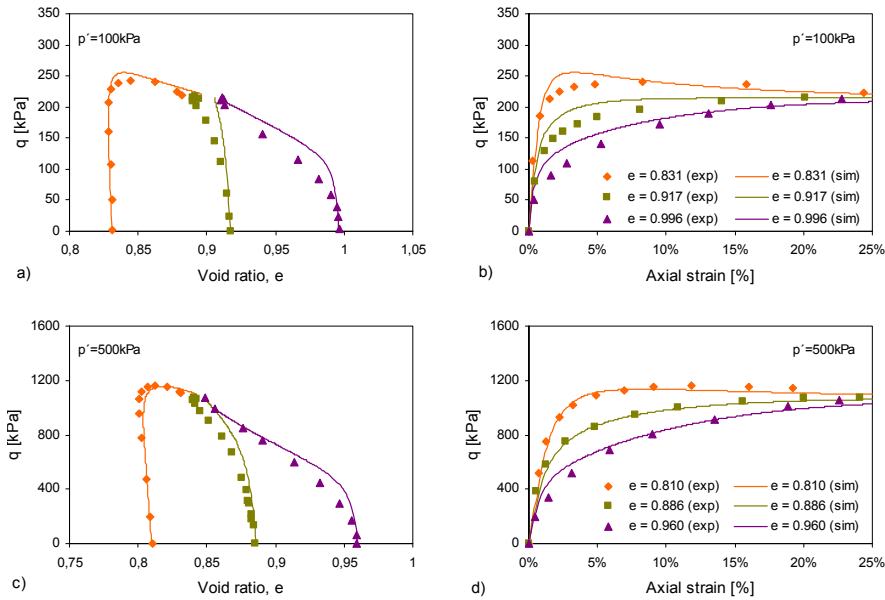 p´=100kPa
350
300
250
200
150
100
50
0
q [kPa]
0,8
0,85
0,9
0,95
1
1,05
Void ratio, e
a)
p´=100kPa
350
300
250
200
150
100
50
0
q [kPa]
e = 0.831 (exp) e = 0.831 (sim)
e = 0.917 (exp) e = 0.917 (sim)
e = 0.996 (exp) e = 0.996 (sim)
0%
5%
10%
15%
20%
25%
Axial strain [%]
b)
p´=500kPa
1600
1200
800
400
0
q [kPa]
0,75
0,8
0,85
0,9
0,95
1
Void ratio, e
c)
p´=500kPa
1600
1200
800
400
0
q [kPa]
e = 0.810 (exp) e = 0.810 (sim)
e = 0.886 (exp) e = 0.886 (sim)
e = 0.960 (exp) e = 0.960 (sim)
0%
5%
10%
15%
20%
25%
Axial strain [%]
d)